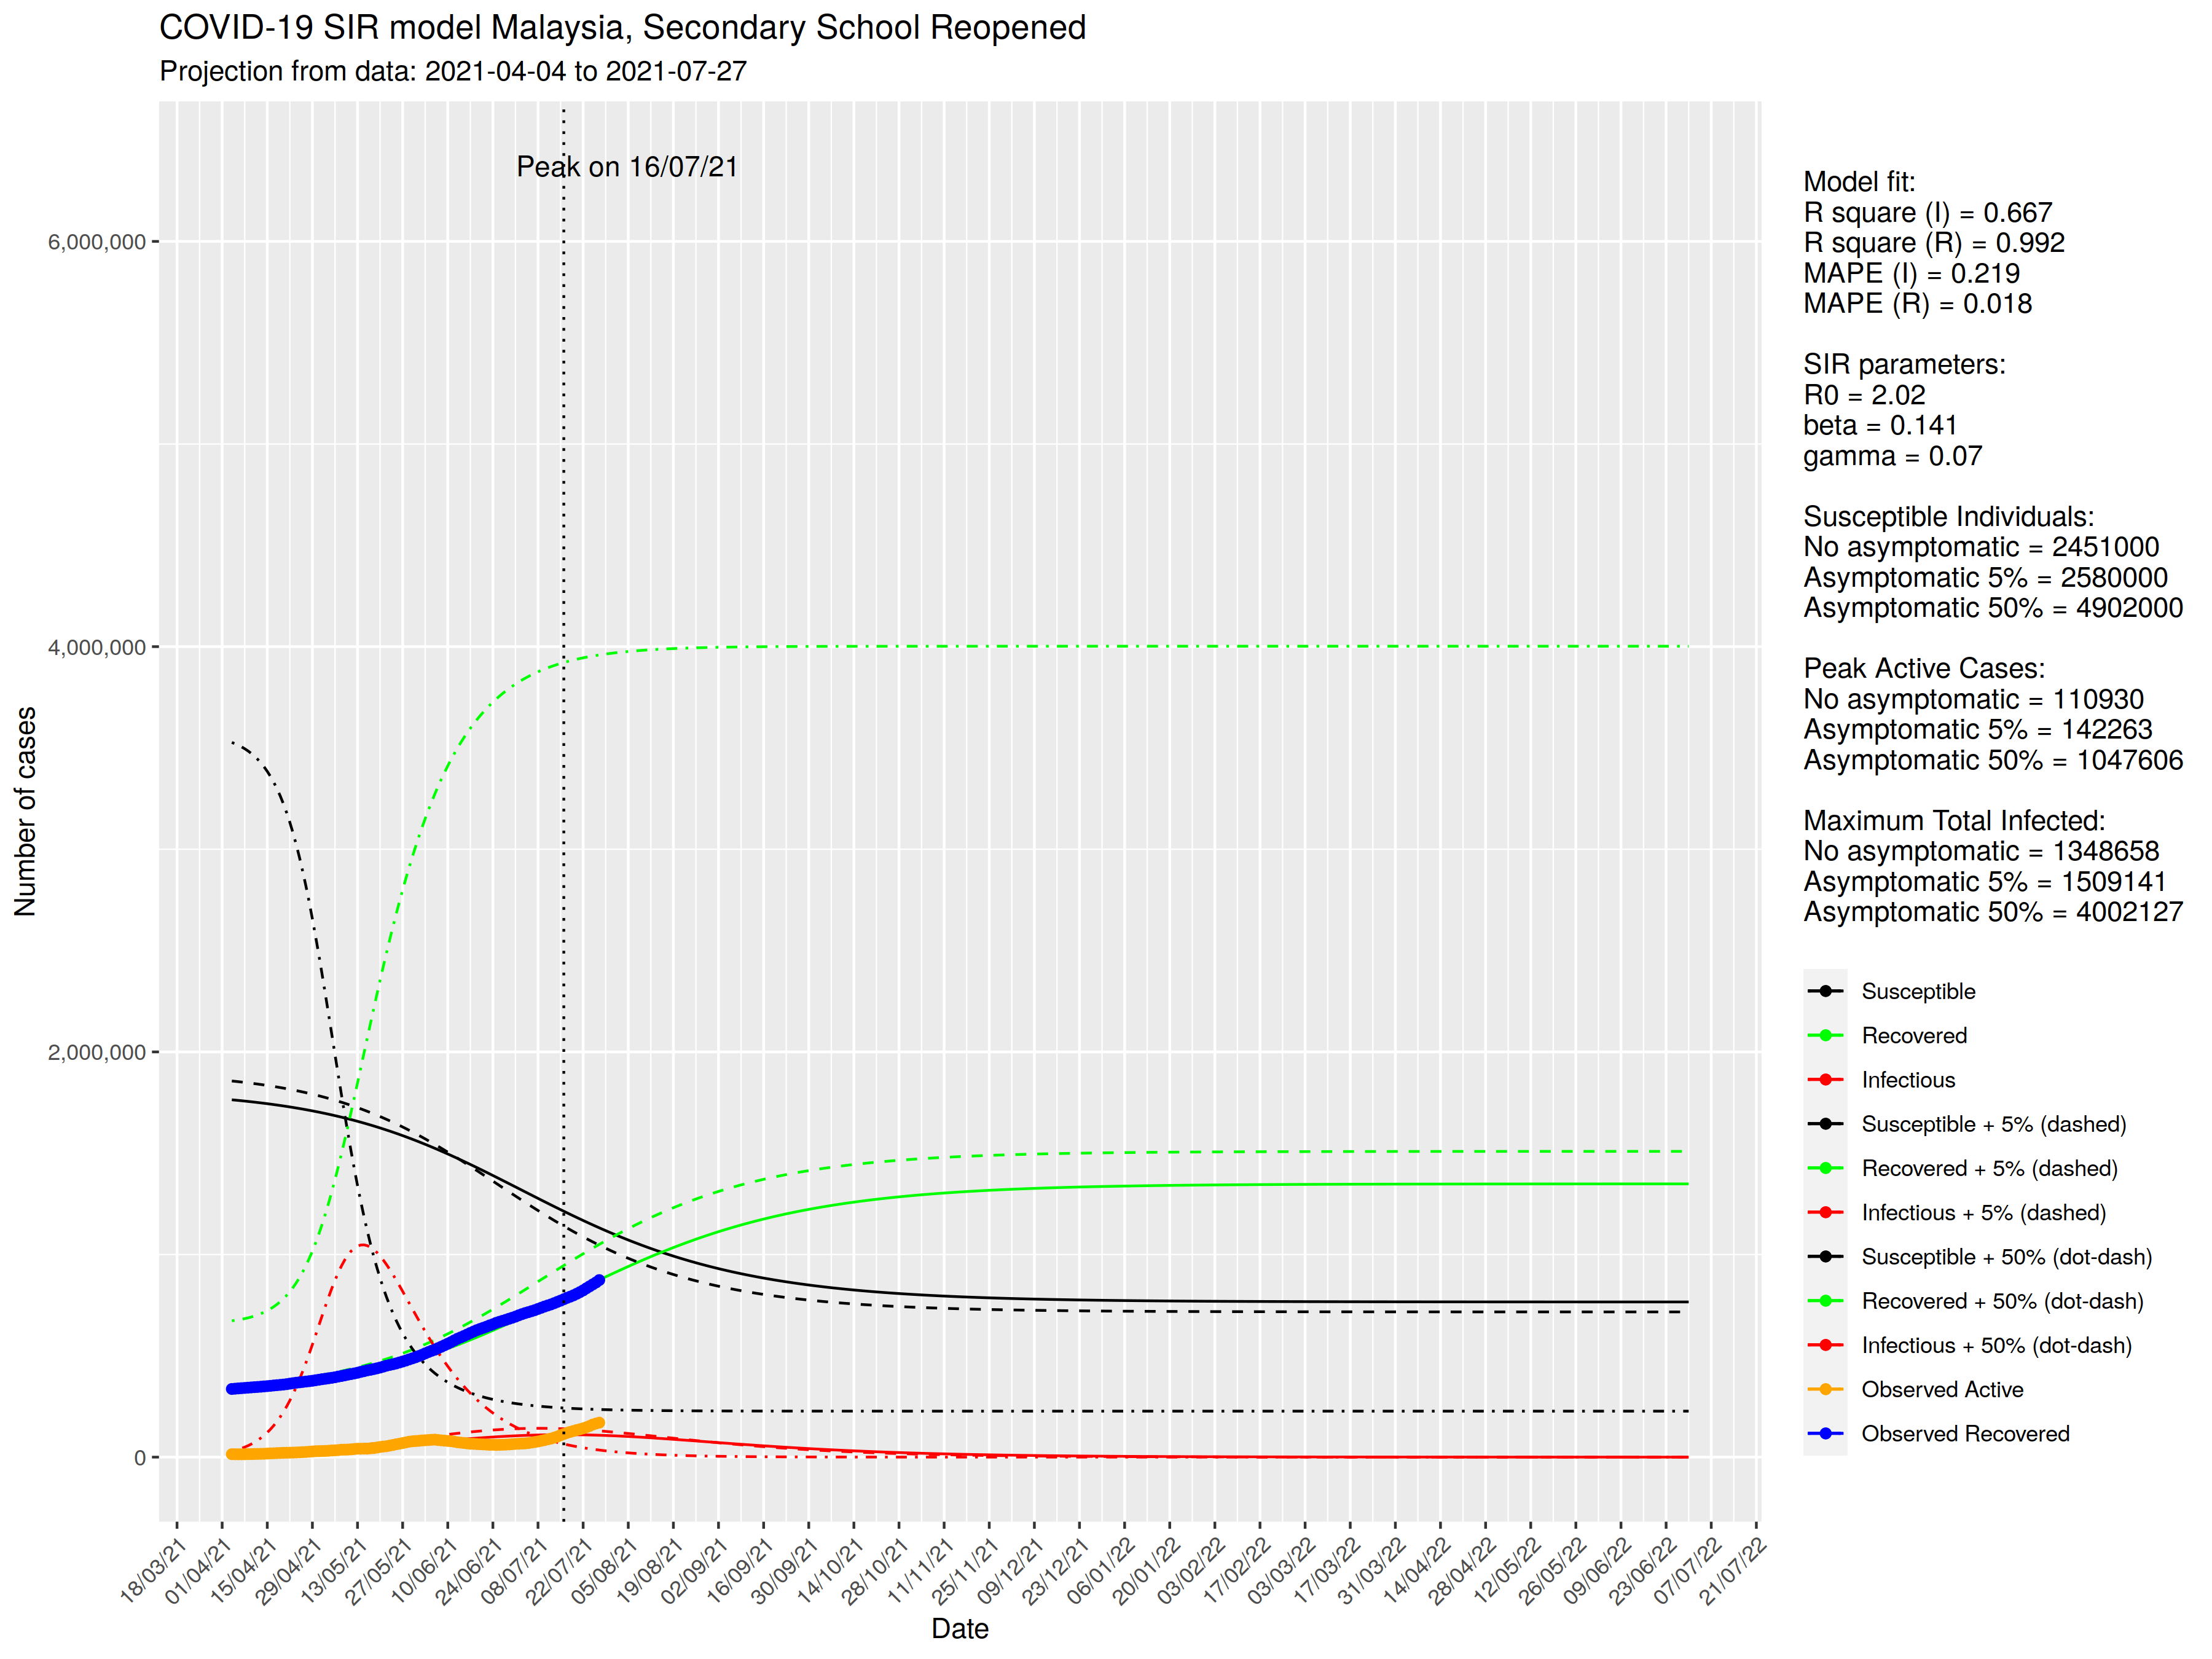 COVID-19 SIR model Malaysia, Secondary School Reopened
Projection from data: 2021-04-04 to 2021-07-27
Peak on 16/07/21
6,000,000
4,000,000
2,000,000
0
Number of cases
18/03/21
01/04/21
15/04/21
29/04/21
13/05/21
27/05/21
10/06/21
24/06/21
08/07/21
22/07/21
05/08/21
19/08/21
02/09/21
16/09/21
30/09/21
14/10/21
28/10/21
11/11/21
25/11/21
09/12/21
23/12/21
06/01/22
20/01/22
03/02/22
17/02/22
03/03/22
17/03/22
31/03/22
14/04/22
28/04/22
12/05/22
26/05/22
09/06/22
23/06/22
07/07/22
21/07/22
Date
Model fit:
R square (I) = 0.667
R square (R) = 0.992
MAPE (I) = 0.219
MAPE (R) = 0.018
SIR parameters:
R0 = 2.02
beta = 0.141
gamma = 0.07
Susceptible Individuals:
No asymptomatic = 2451000
Asymptomatic 5% = 2580000
Asymptomatic 50% = 4902000
Peak Active Cases:
No asymptomatic = 110930
Asymptomatic 5% = 142263
Asymptomatic 50% = 1047606
Maximum Total Infected:
No asymptomatic = 1348658
Asymptomatic 5% = 1509141
Asymptomatic 50% = 4002127
Susceptible
Recovered
Infectious
Susceptible + 5% (dashed)
Recovered + 5% (dashed)
Infectious + 5% (dashed)
Susceptible + 50% (dot-dash)
Recovered + 50% (dot-dash)
Infectious + 50% (dot-dash)
Observed Active
Observed Recovered